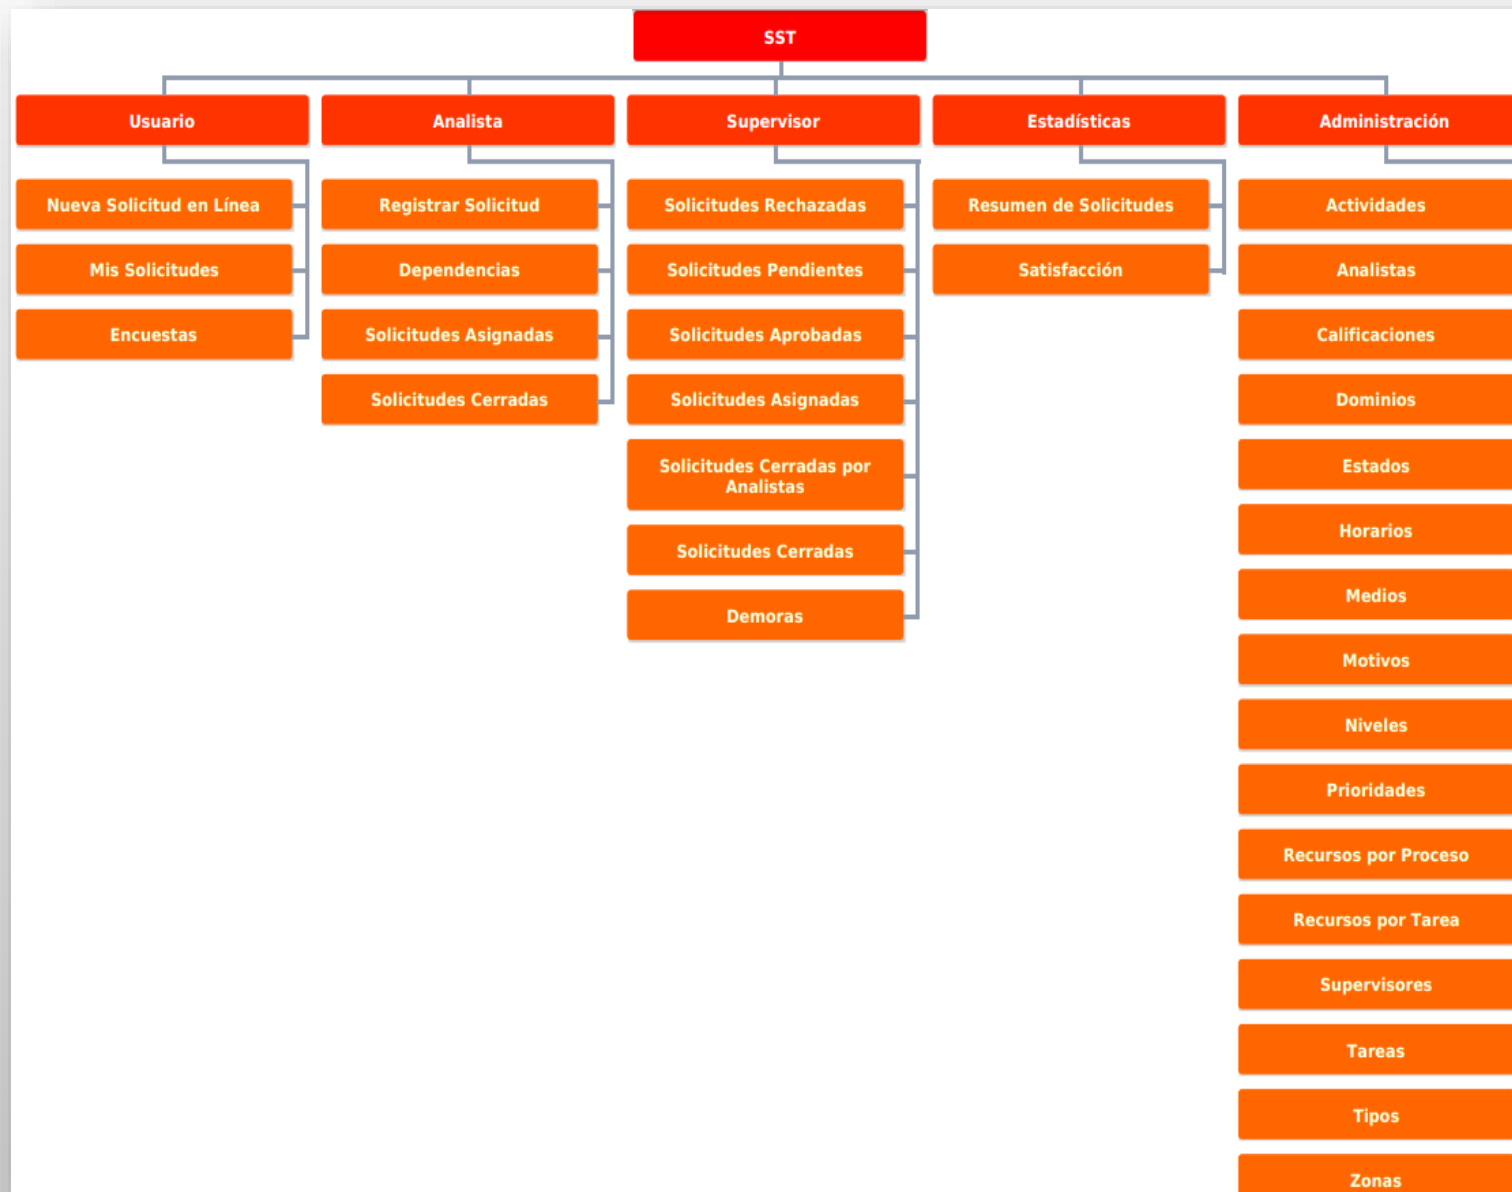 SST
Usuario
Nueva Solicitud en Línea
Mis Solicitudes
Encuestas
Analista
Registrar Solicitud
Dependencias
Solicitudes Asignadas
Solicitudes Cerradas
Supervisor
Solicitudes Rechazadas
Solicitudes Pendientes
Solicitudes Aprobadas
Solicitudes Asignadas
Solicitudes Cerradas por
Analistas
Solicitudes Cerradas
Demoras
Estadísticas
Resumen de Solicitudes
Satisfacción
Administración
Actividades
Analistas
Calificaciones
Dominios
Estados
Horarios
Medios
Motivos
Niveles
Prioridades
Recursos por Proceso
Recursos por Tarea
Supervisores
Tareas
Tipos
Zonas